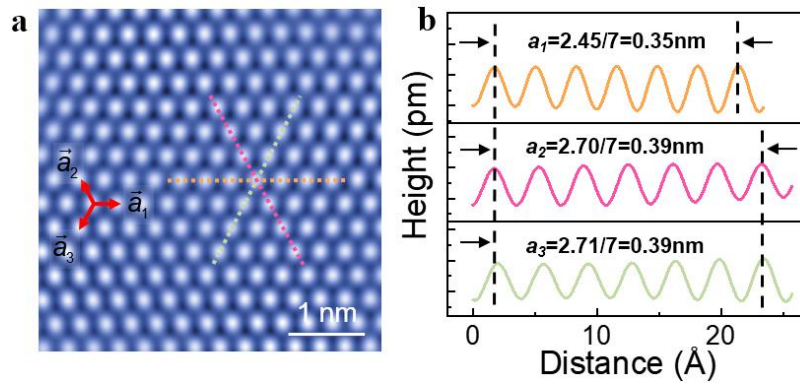 a
a₂
a₁
a₃
1 nm
b
Height (pm)
a₁=2.45/7=0.35nm
a₂=2.70/7=0.39nm
a₃=2.71/7=0.39nm
0 10 20
Distance (Å)